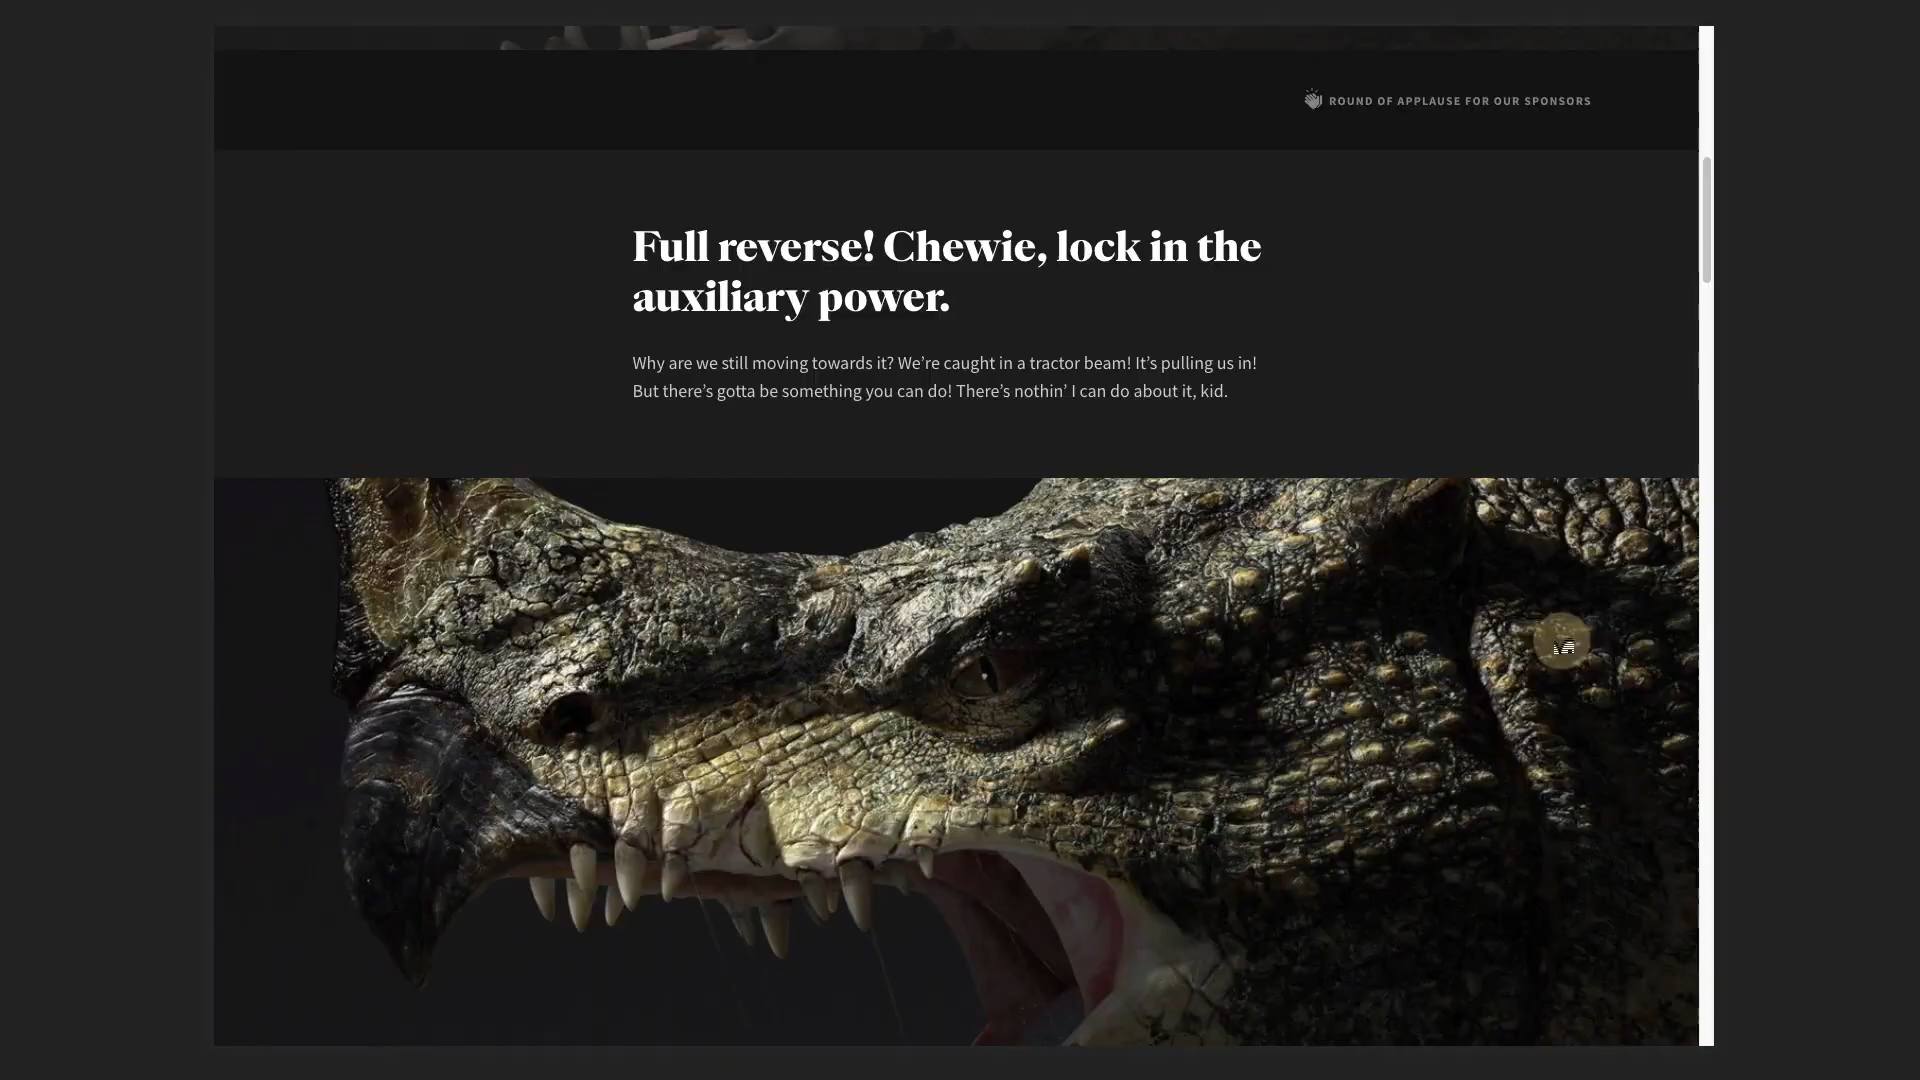 ROUND OF APPLAUSE FOR OUR SPONSORS
Full reverse! Chewie, lock in the
auxiliary power.
Why are we still moving towards it? We’re caught in a tractor beam! It’s pulling us in!
But there’s gotta be something you can do! There’s nothin’ I can do about it, kid.